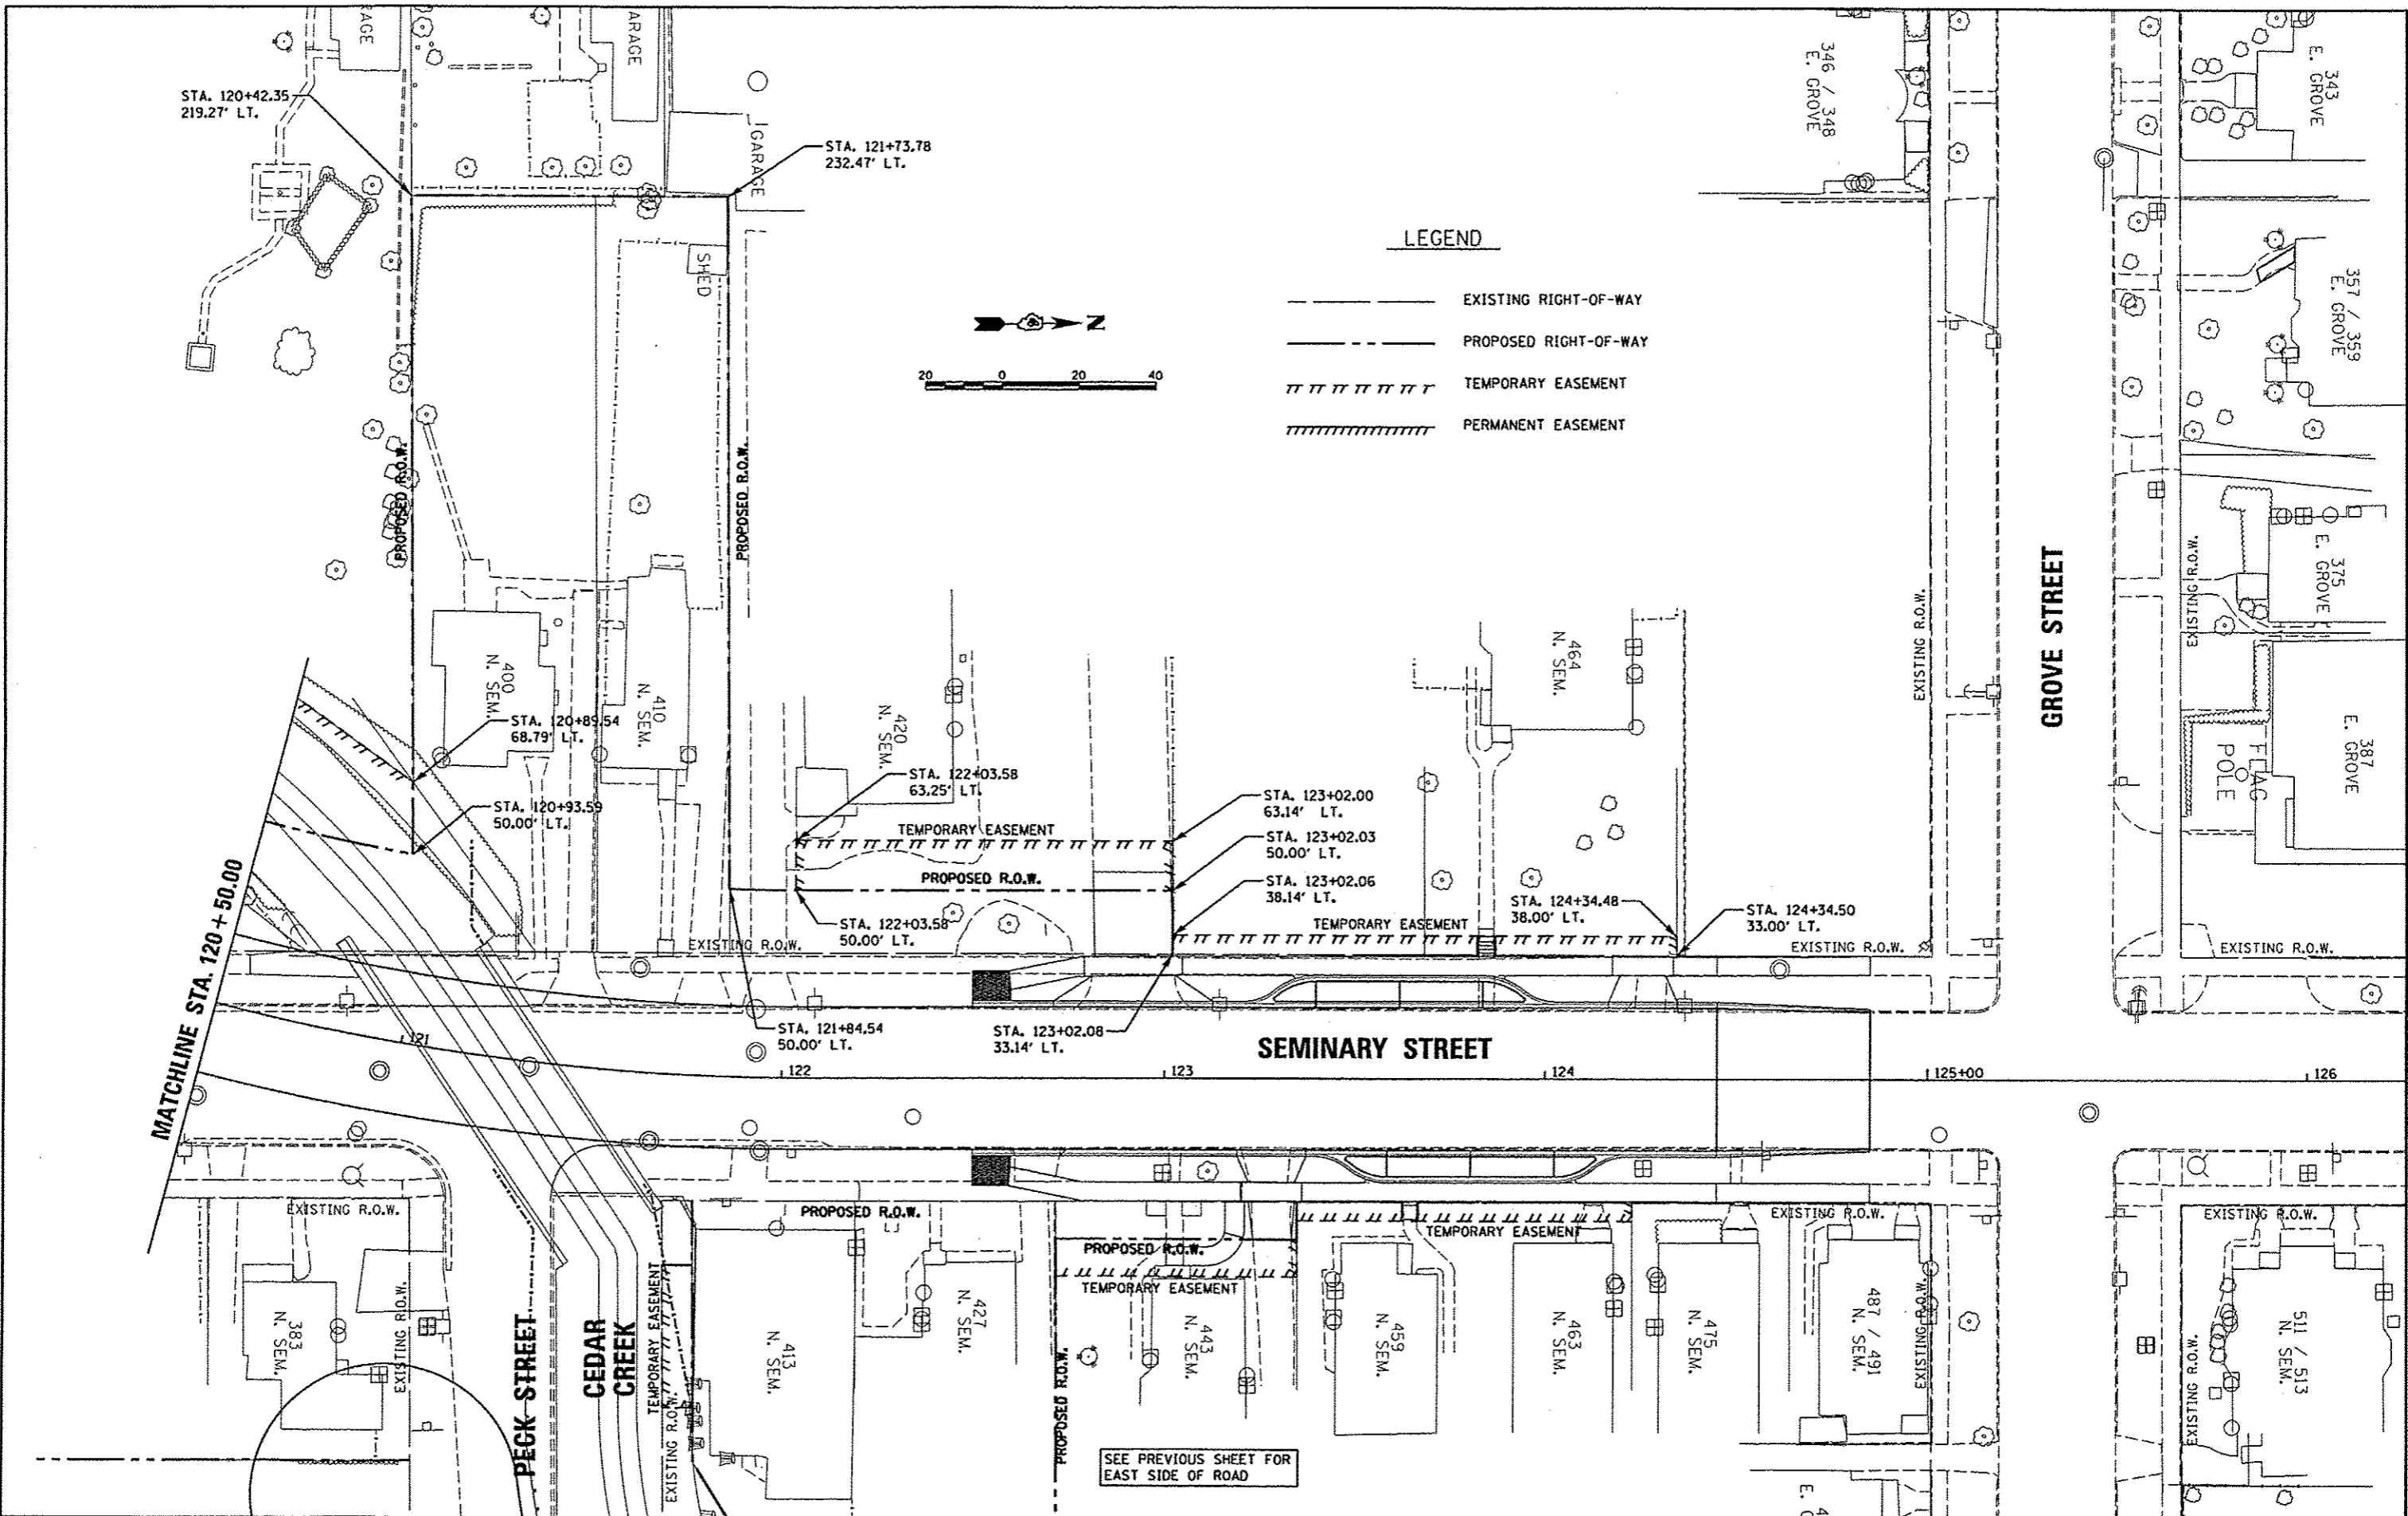 RAGE
ARAGE
GARAGE
STA. 120+42.35
219.27' LT.
STA. 121+73.78
232.47' LT.
346 / 348
E. GROVE
343
E. GROVE
357 / 359
E. GROVE
SHED
N
20 0 20 40
LEGEND
EXISTING RIGHT-OF-WAY
PROPOSED RIGHT-OF-WAY
TEMPORARY EASEMENT
PERMANENT EASEMENT
PROPOSED R.O.W.
PROPOSED R.O.W.
EXISTING R.O.W.
GROVE STREET
EXISTING R.O.W.
375
E. GROVE
387
E. GROVE
FLAG
POLE
400
N. SEM.
410
N. SEM.
420
N. SEM.
464
N. SEM.
STA. 120+89.54
68.79' LT.
STA. 120+93.59
50.00' LT.
STA. 122+03.58
63.25' LT.
TEMPORARY EASEMENT
PROPOSED R.O.W.
STA. 122+03.58
50.00' LT.
STA. 123+02.00
63.14' LT.
STA. 123+02.03
50.00' LT.
STA. 123+02.06
38.14' LT.
TEMPORARY EASEMENT
STA. 124+34.48
38.00' LT.
STA. 124+34.50
33.00' LT.
EXISTING R.O.W.
EXISTING R.O.W.
EXISTING R.O.W.
MATCHLINE STA. 120+50.00
STA. 121+84.54
50.00' LT.
STA. 123+02.08
33.14' LT.
SEMINARY STREET
121
122
123
124
125+00
126
EXISTING R.O.W.
PROPOSED R.O.W.
PROPOSED R.O.W.
TEMPORARY EASEMENT
TEMPORARY EASEMENT
EXISTING R.O.W.
EXISTING R.O.W.
383
N. SEM.
EXISTING R.O.W.
PECK STREET
CEDAR
CREEK
TEMPORARY EASEMENT
EXISTING R.O.W.
413
N. SEM.
427
N. SEM.
PROPOSED R.O.W.
443
N. SEM.
459
N. SEM.
463
N. SEM.
475
N. SEM.
487 / 491
N. SEM.
EXISTING R.O.W.
EXISTING R.O.W.
511 / 513
N. SEM.
SEE PREVIOUS SHEET FOR
EAST SIDE OF ROAD